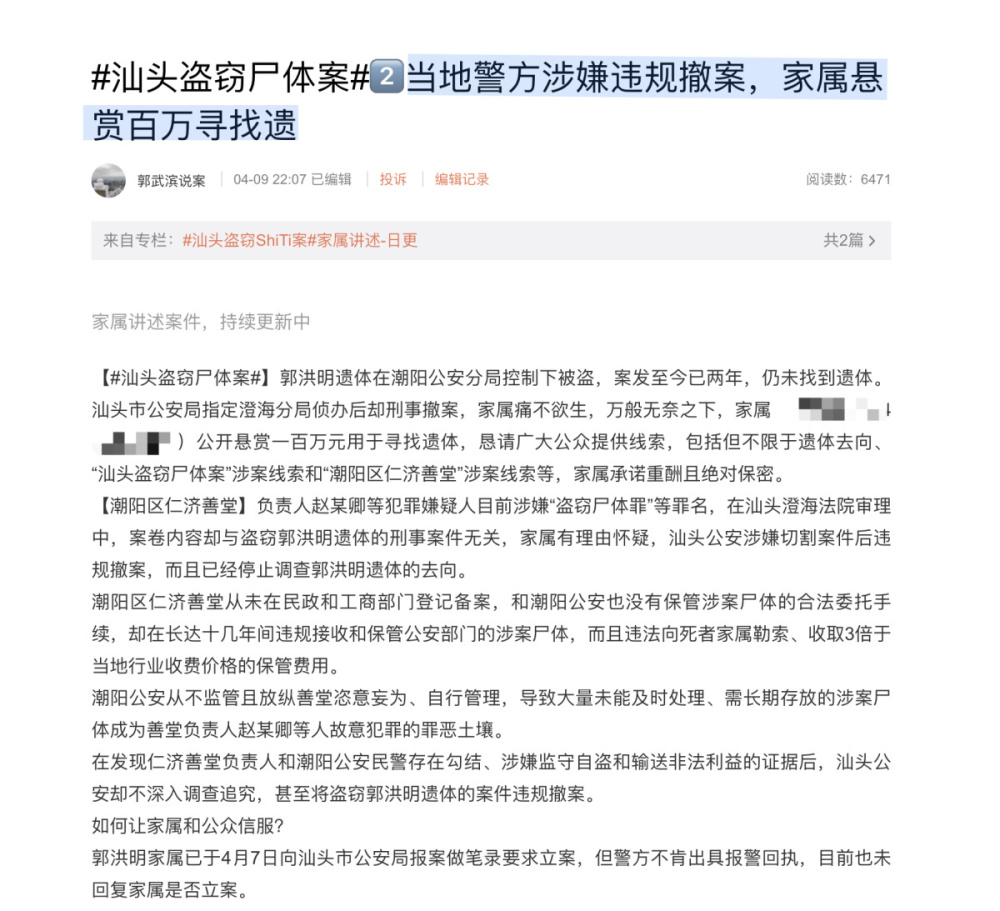 #汕头盗窃尸体案#2️⃣当地警方涉嫌违规撤案，家属悬
赏百万寻找遗
郭武滨说案 04-09 22:07 已编辑 投诉 编辑记录 阅读数：6471
来自专栏：#汕头盗窃ShiTi案#家属讲述-日更 共2篇
家属讲述案件，持续更新中
【#汕头盗窃尸体案#】郭洪明遗体在潮阳公安分局控制下被盗，案发至今已两年，仍未找到遗体。
汕头市公安局指定澄海分局侦办后却刑事撤案，家属痛不欲生，万般无奈之下，家属
）公开悬赏一百万元用于寻找遗体，恳请广大公众提供线索，包括但不限于遗体去向、
“汕头盗窃尸体案”涉案线索和“潮阳区仁济善堂”涉案线索等，家属承诺重酬且绝对保密。
【潮阳区仁济善堂】负责人赵某卿等犯罪嫌疑人目前涉嫌“盗窃尸体罪”等罪名，在汕头澄海法院审理
中，案卷内容却与盗窃郭洪明遗体的刑事案件无关，家属有理由怀疑，汕头公安涉嫌切割案件后违
规撤案，而且已经停止调查郭洪明遗体的去向。
潮阳区仁济善堂从未在民政和工商部门登记备案，和潮阳公安也没有保管涉案尸体的合法委托手
续，却在长达十几年间违规接收和保管公安部门的涉案尸体，而且违法向死者家属勒索、收取3倍于
当地行业收费价格的保管费用。
潮阳公安从不监管且放纵善堂恣意妄为、自行管理，导致大量未能及时处理、需长期存放的涉案尸
体成为善堂负责人赵某卿等人故意犯罪的罪恶土壤。
在发现仁济善堂负责人和潮阳公安民警存在勾结、涉嫌监守自盗和输送非法利益的证据后，汕头公
安却不深入调查追究，甚至将盗窃郭洪明遗体的案件违规撤案。
如何让家属和公众信服?
郭洪明家属已于4月7日向汕头市公安局报案做笔录要求立案，但警方不肯出具报警回执，目前也未
回复家属是否立案。